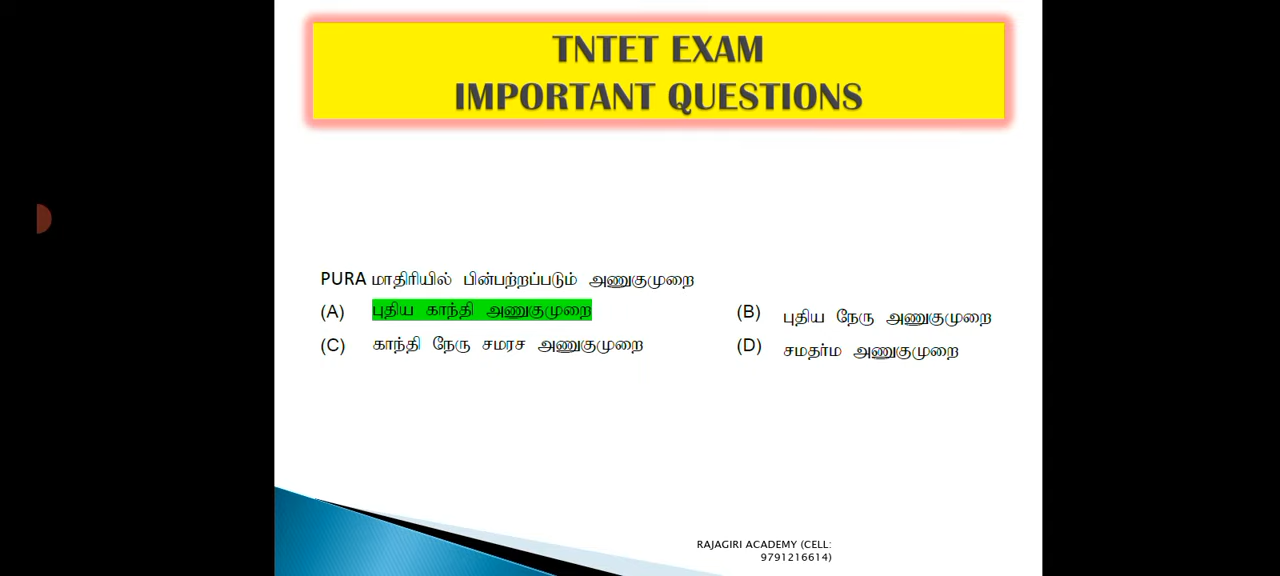 TNTET EXAM
IMPORTANT QUESTIONS
PURA மாதிரியில் பின்பற்றப்படும் அணுகுமுறை
(A) புதிய காந்தி அணுகுமுறை (B) புதிய நேரு அணுகுமுறை
(C) காந்தி நேரு சமரச அணுகுமுறை (D) சமதர்ம அணுகுமுறை
RAJAGIRI ACADEMY (CELL:
9791216614)